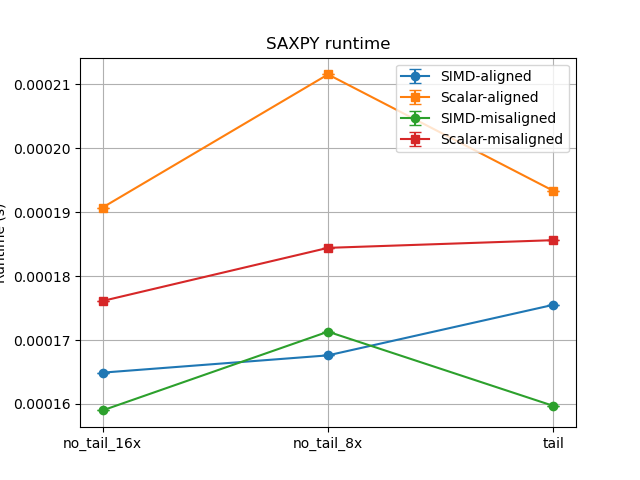 SAXPY runtime
SIMD-aligned
Scalar-aligned
SIMD-misaligned
Scalar-misaligned
0.00021
0.00020
0.00019
0.00018
0.00017
0.00016
Runtime (s)
no_tail_16x
no_tail_8x
tail